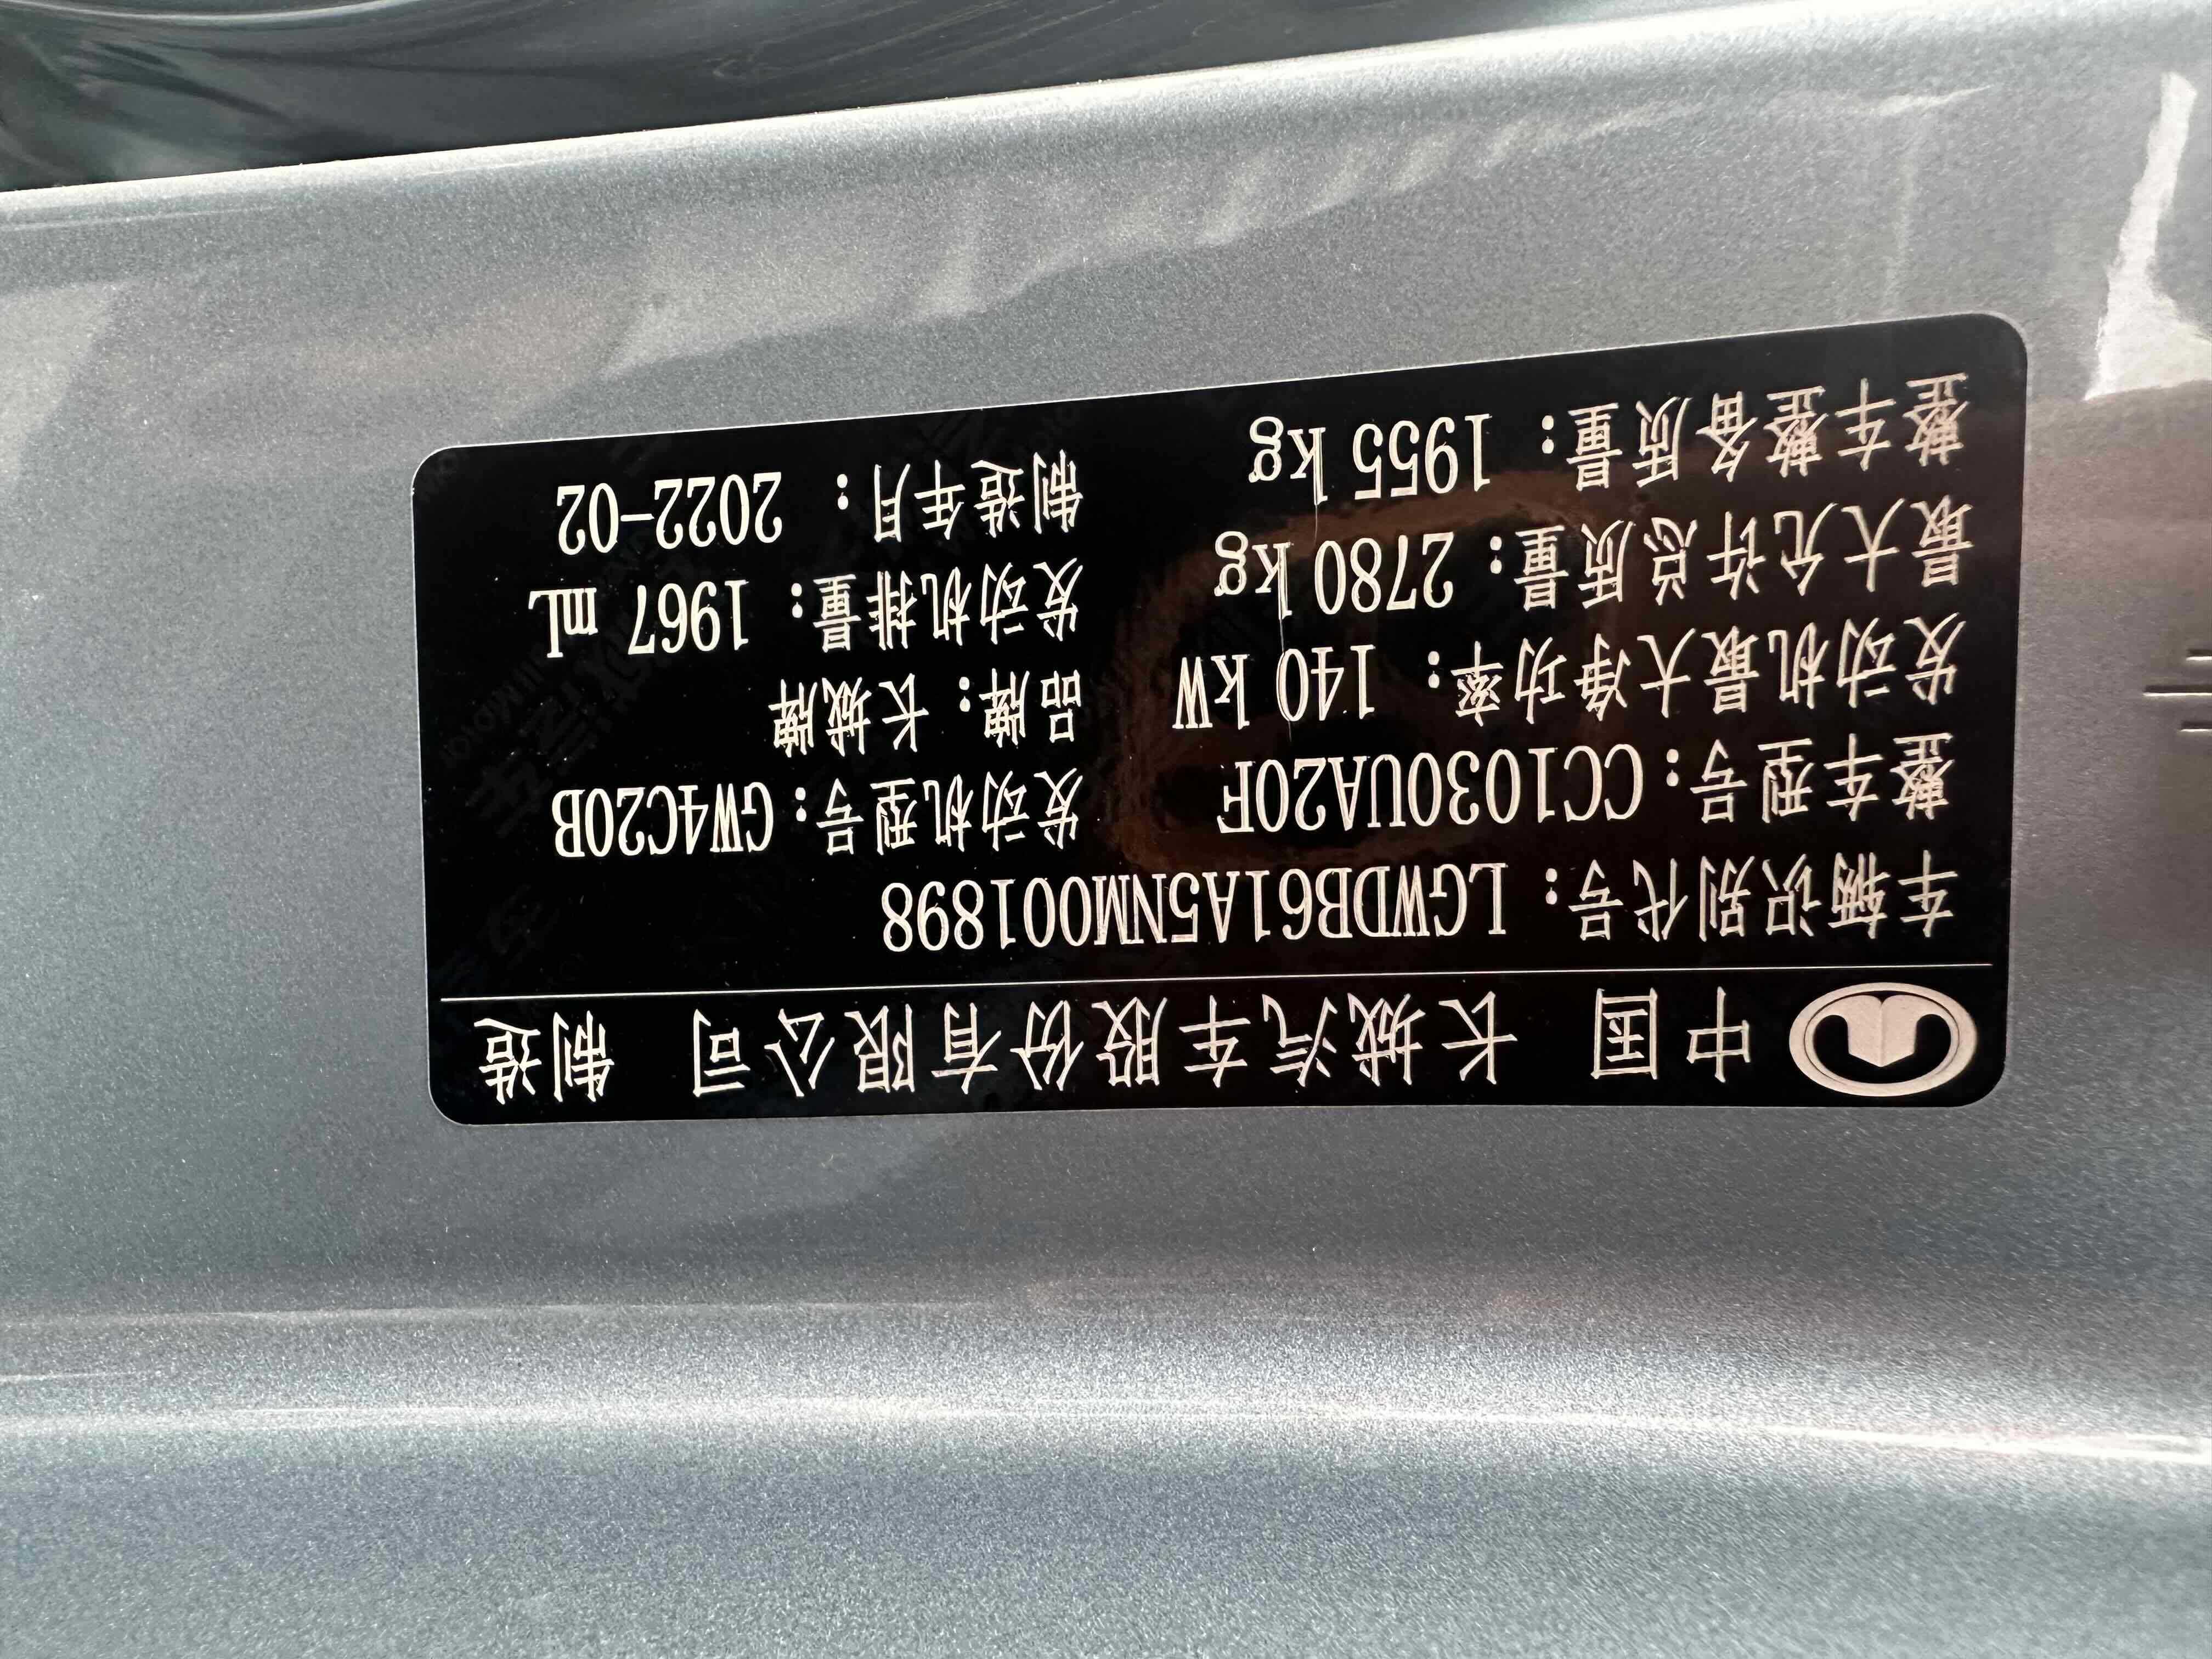 中国 长城汽车股份有限公司 制造
车辆识别代号：LGWDB61A5NM001898
整车型号：CC1030UA20F 发动机型号：GW4C20B
发动机最大净功率：140 kW 品牌：长城牌
最大允许总质量：2780 kg 发动机排量：1967 mL
整车整备质量：1955 kg 制造年月：2022-02